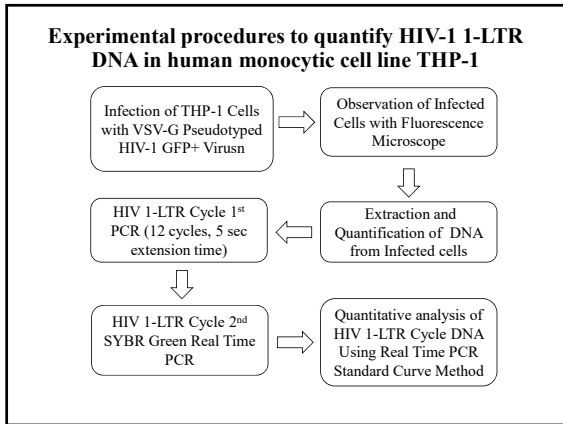 Experimental procedures to quantify HIV-1 1-LTR
DNA in human monocytic cell line THP-1
Infection of THP-1 Cells
with VSV-G Pseudotyped
HIV-1 GFP+ Virusn
Observation of Infected
Cells with Fluorescence
Microscope
Extraction and
Quantification of DNA
from Infected cells
HIV 1-LTR Cycle 1st
PCR (12 cycles, 5 sec
extension time)
HIV 1-LTR Cycle 2nd
SYBR Green Real Time
PCR
Quantitative analysis of
HIV 1-LTR Cycle DNA
Using Real Time PCR
Standard Curve Method